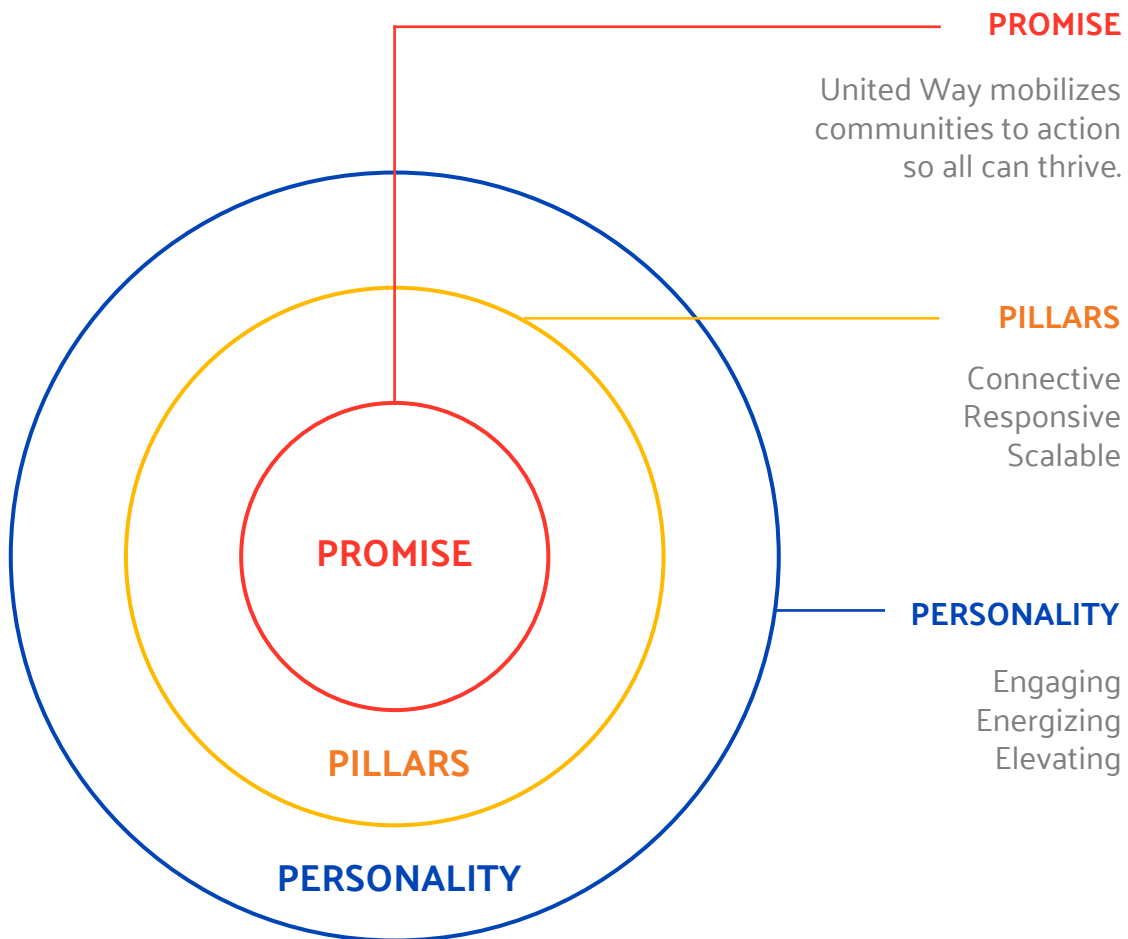 PROMISE
United Way mobilizes
communities to action
so all can thrive.
PILLARS
Connective
Responsive
Scalable
PROMISE
PERSONALITY
Engaging
Energizing
Elevating
PILLARS
PERSONALITY